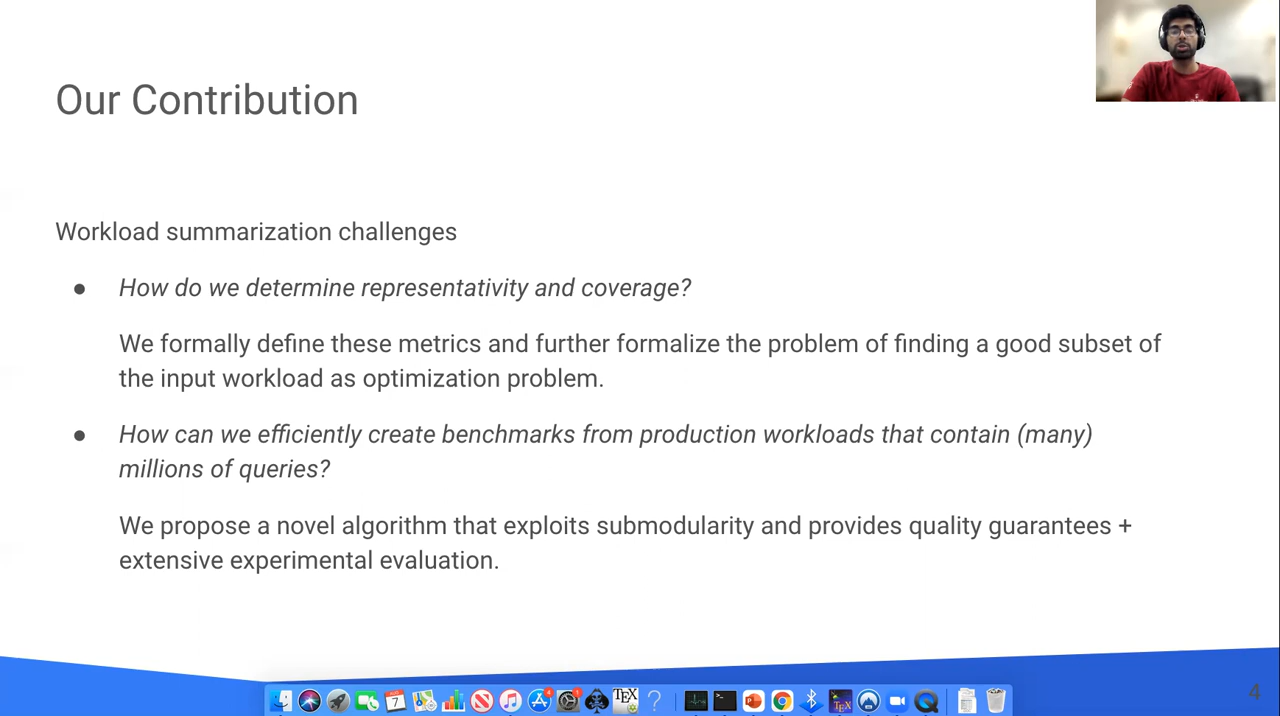 Our Contribution
Workload summarization challenges
● How do we determine representativity and coverage?
We formally define these metrics and further formalize the problem of finding a good subset of
the input workload as optimization problem.
● How can we efficiently create benchmarks from production workloads that contain (many)
millions of queries?
We propose a novel algorithm that exploits submodularity and provides quality guarantees +
extensive experimental evaluation.
7
TEX
4